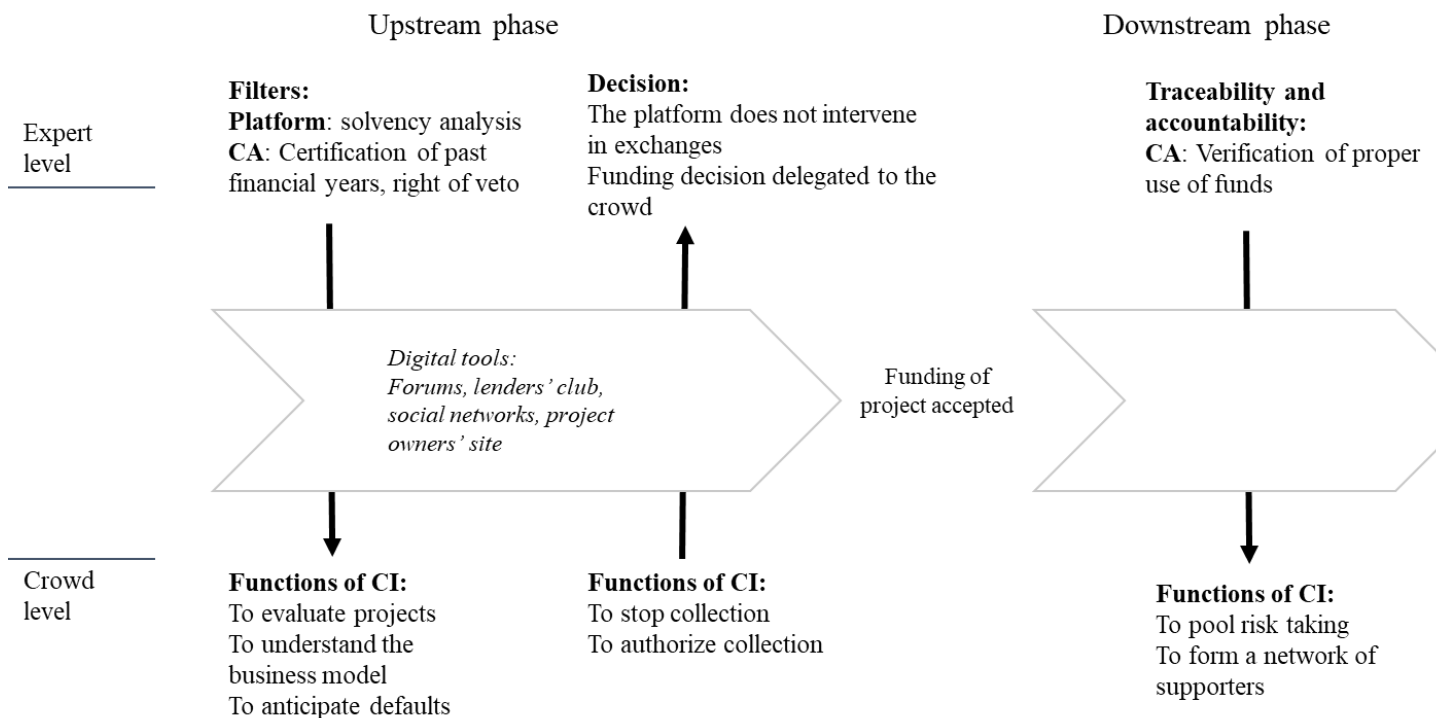 Upstream phase
Downstream phase
Expert
level
Filters:
Platform: solvency analysis
CA: Certification of past
financial years, right of veto
Decision:
The platform does not intervene
in exchanges
Funding decision delegated to the
crowd
Traceability and
accountability:
CA: Verification of proper
use of funds
Digital tools:
Forums, lenders’ club,
social networks, project
owners’ site
Funding of
project accepted
Crowd
level
Functions of CI:
To evaluate projects
To understand the
business model
To anticipate defaults
Functions of CI:
To stop collection
To authorize collection
Functions of CI:
To pool risk taking
To form a network of
supporters